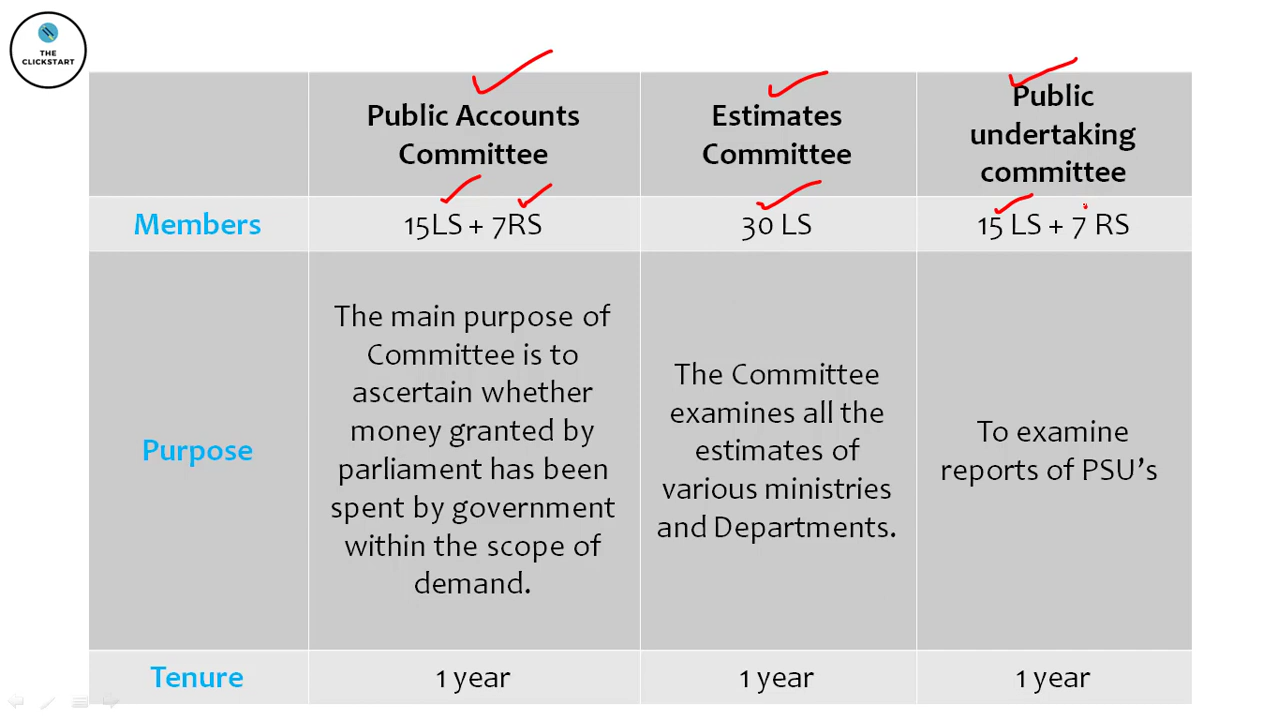 THE
CLICKSTART
Public Accounts
Committee
Estimates
Committee
Public
undertaking
committee
Members
15LS + 7RS
30 LS
15 LS + 7 RS
Purpose
The main purpose of
Committee is to
ascertain whether
money granted by
parliament has been
spent by government
within the scope of
demand.
The Committee
examines all the
estimates of
various ministries
and Departments.
To examine
reports of PSU's
Tenure
1 year
1 year
1 year